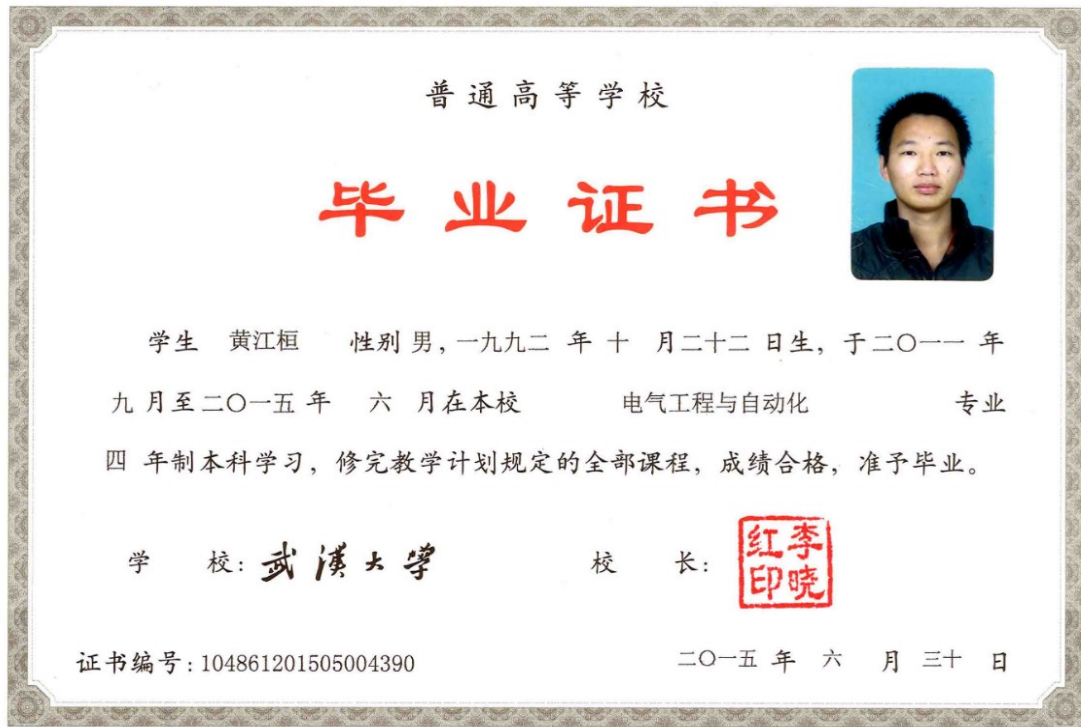 普通高等学校
毕业证书
学生 黄江桓 性别 男，一九九二 年 十 月二十二 日生，于二〇一一 年
九 月至二〇一五 年 六 月在本校 电气工程与自动化 专业
四 年制本科学习，修完教学计划规定的全部课程，成绩合格，准予毕业。
学 校：武漢大學 校 长：李晓红印
证书编号：104861201505004390 二〇一五 年 六 月 三十 日